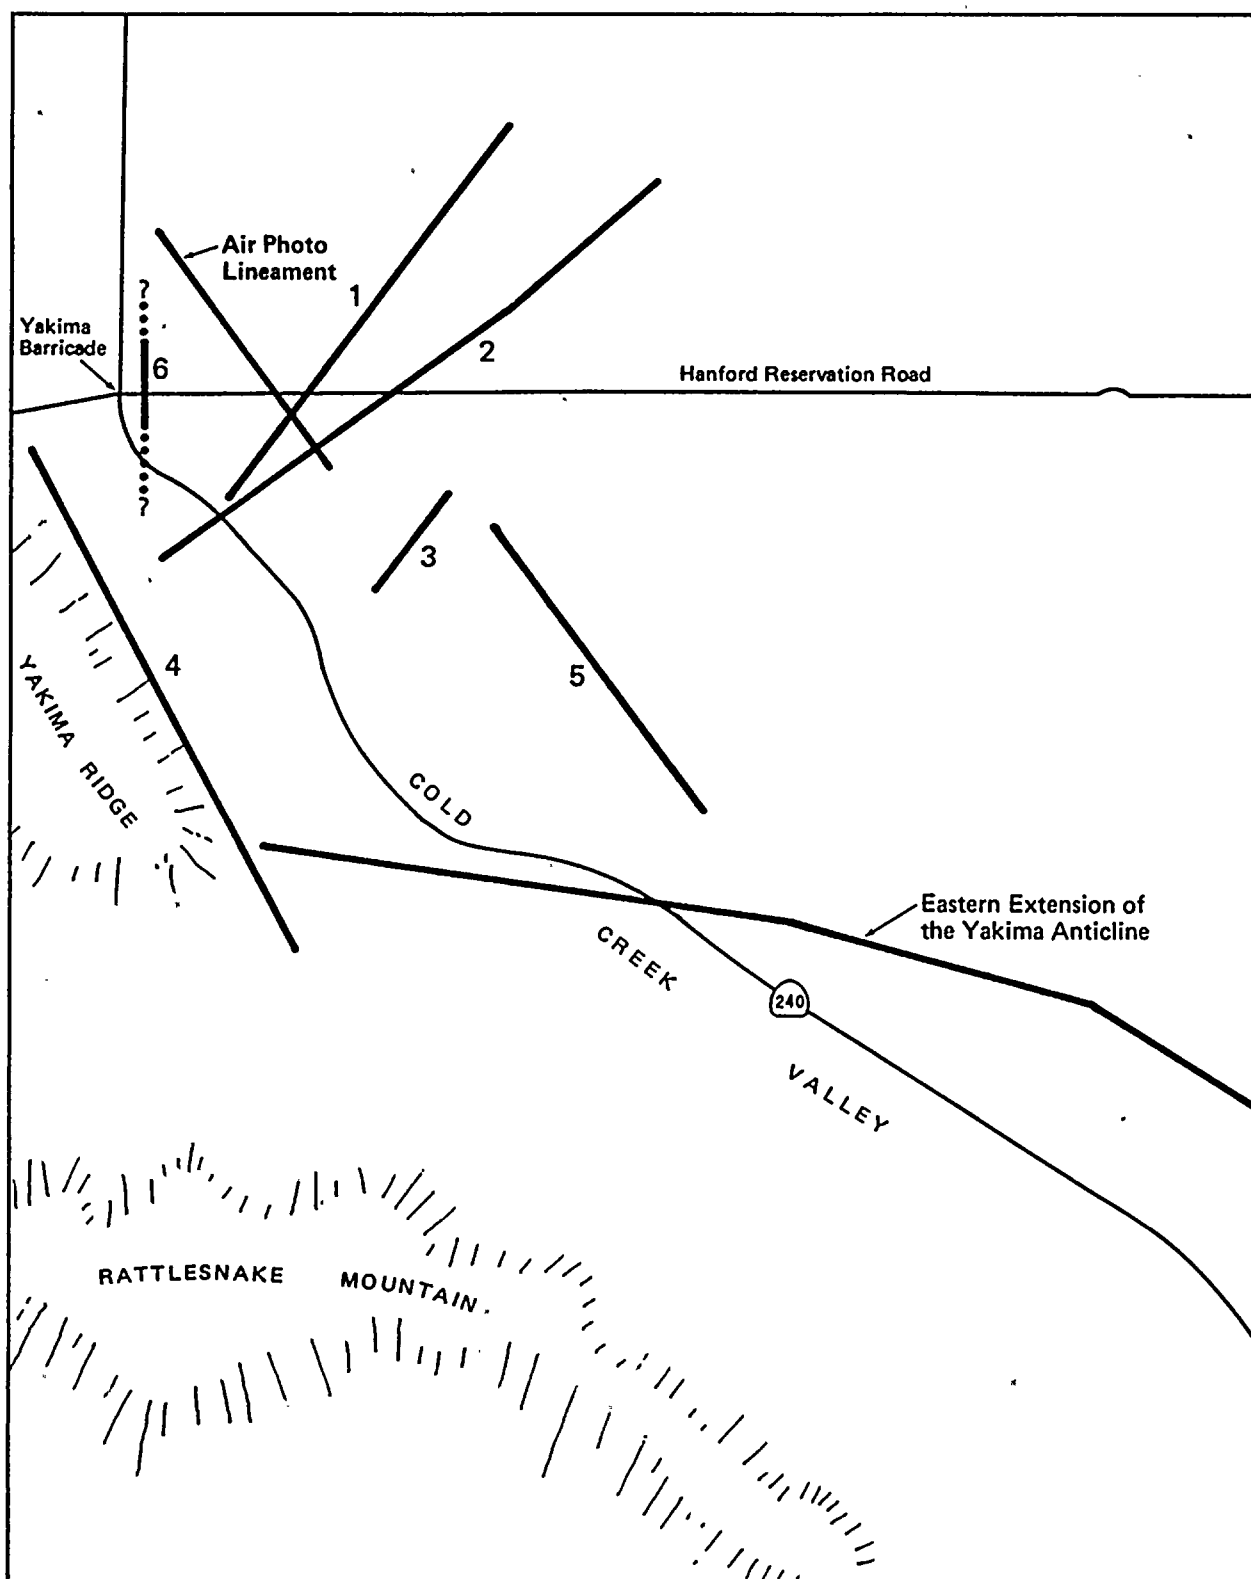 Air Photo
Lineament
1
?
Yakima
Barricade
6
2
Hanford Reservation Road
?
3
4
5
YAKIMA RIDGE
COLD
CREEK
VALLEY
Eastern Extension of
the Yakima Anticline
240
RATTLESNAKE MOUNTAIN